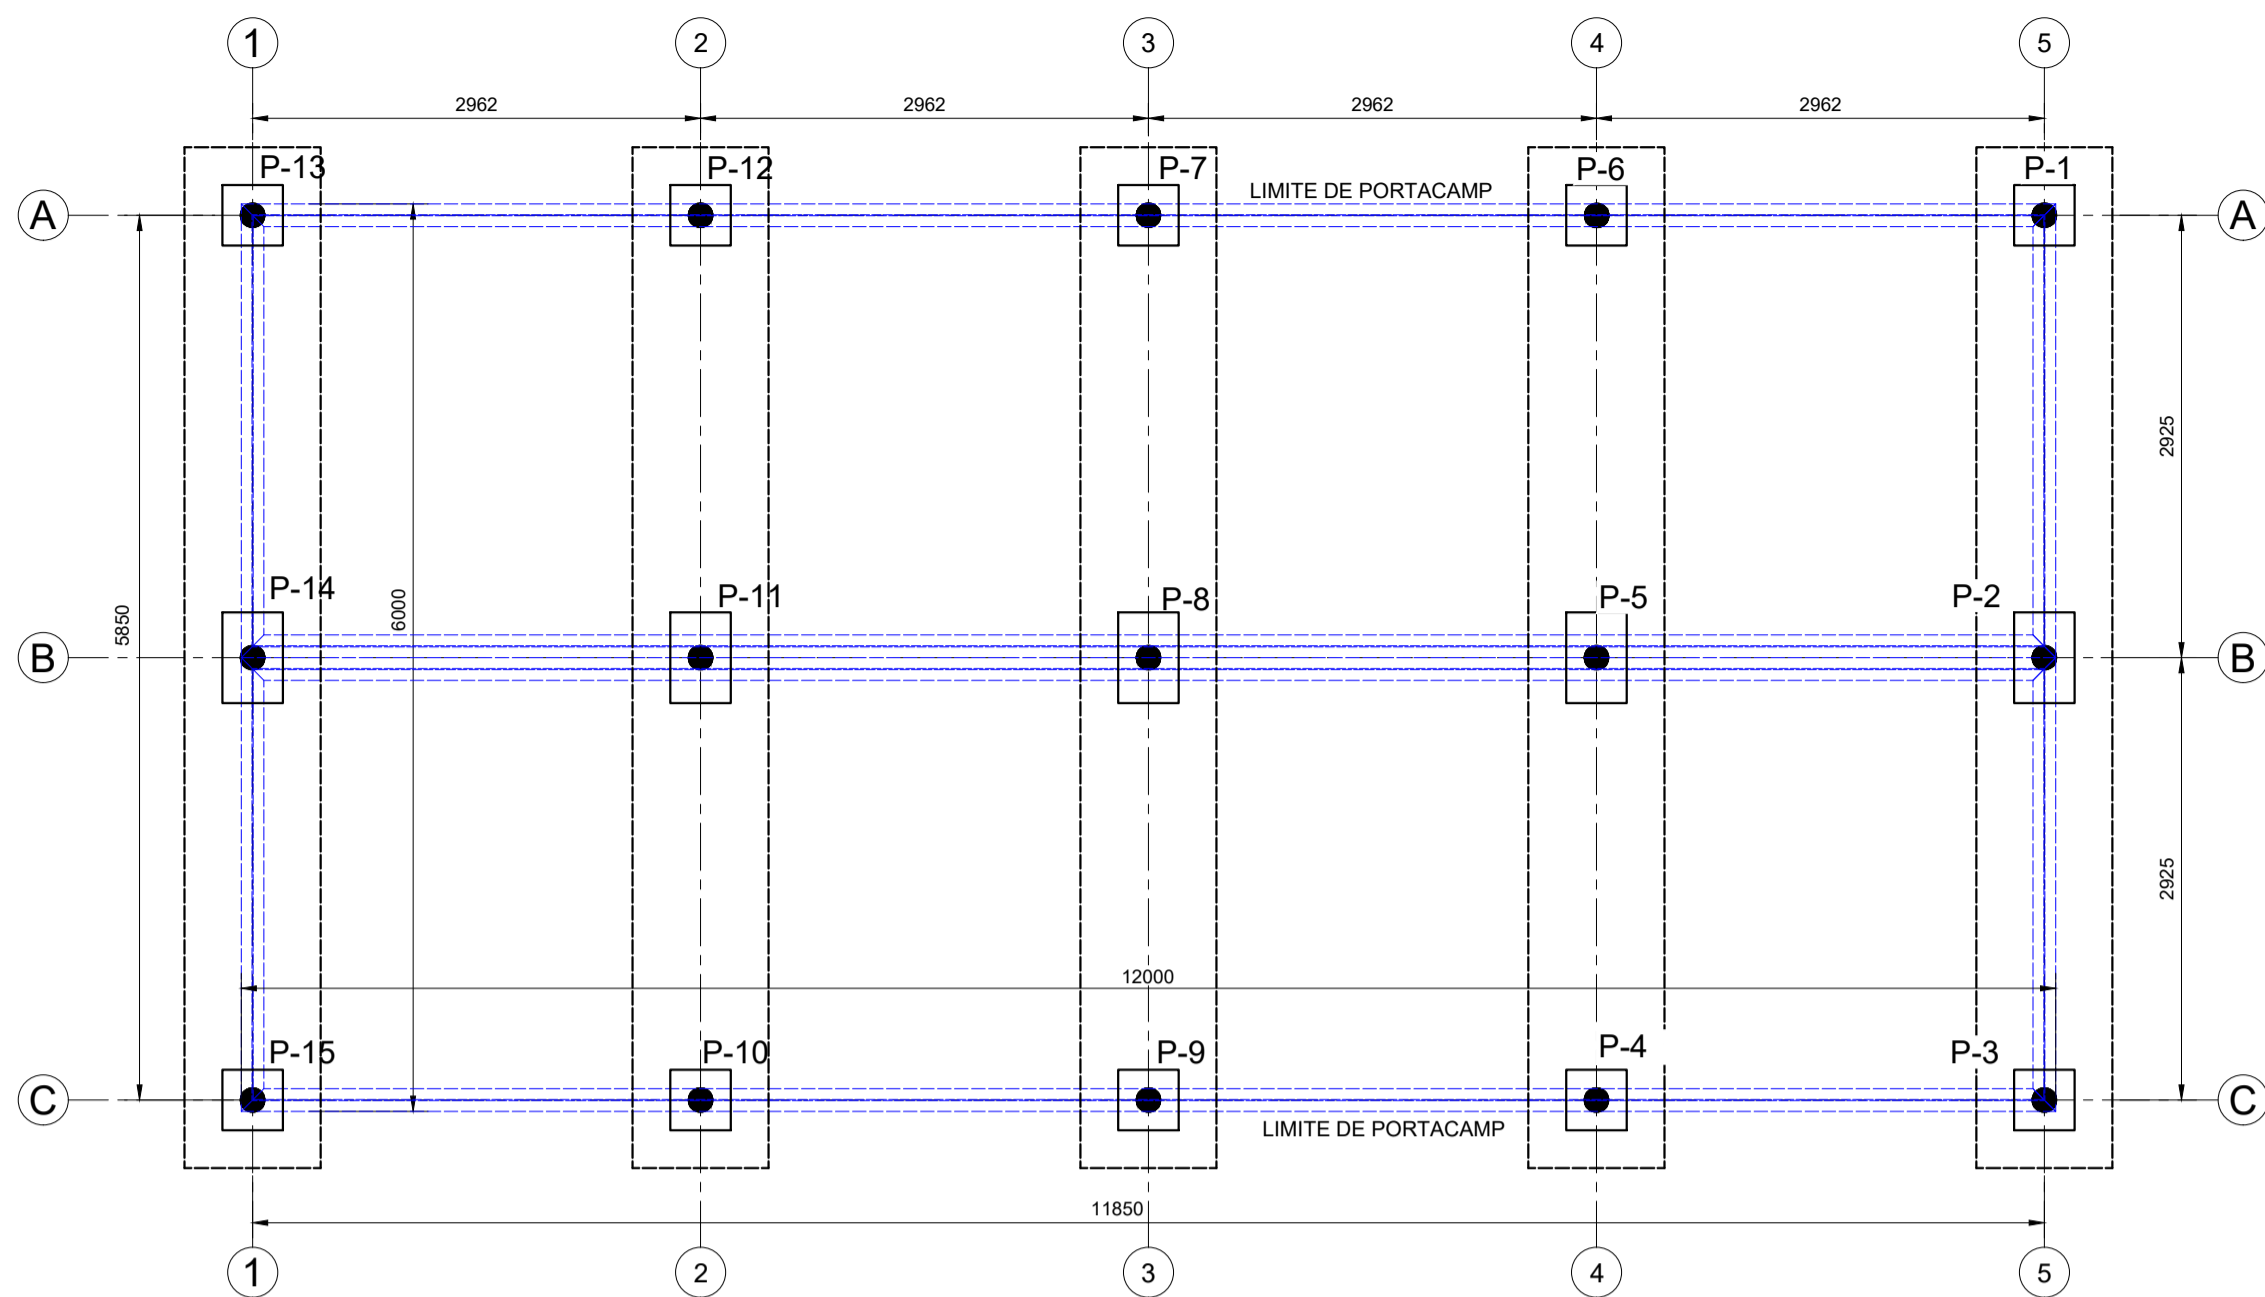 1 2 3 4 5
2962 2962 2962 2962
P-13 P-12 P-7 P-6 P-1
LIMITE DE PORTACAMP
A A
2925
P-14 P-11 P-8 P-5 P-2
5850 6000
B B
2925
12000
P-15 P-10 P-9 P-4 P-3
C C
LIMITE DE PORTACAMP
11850
1 2 3 4 5